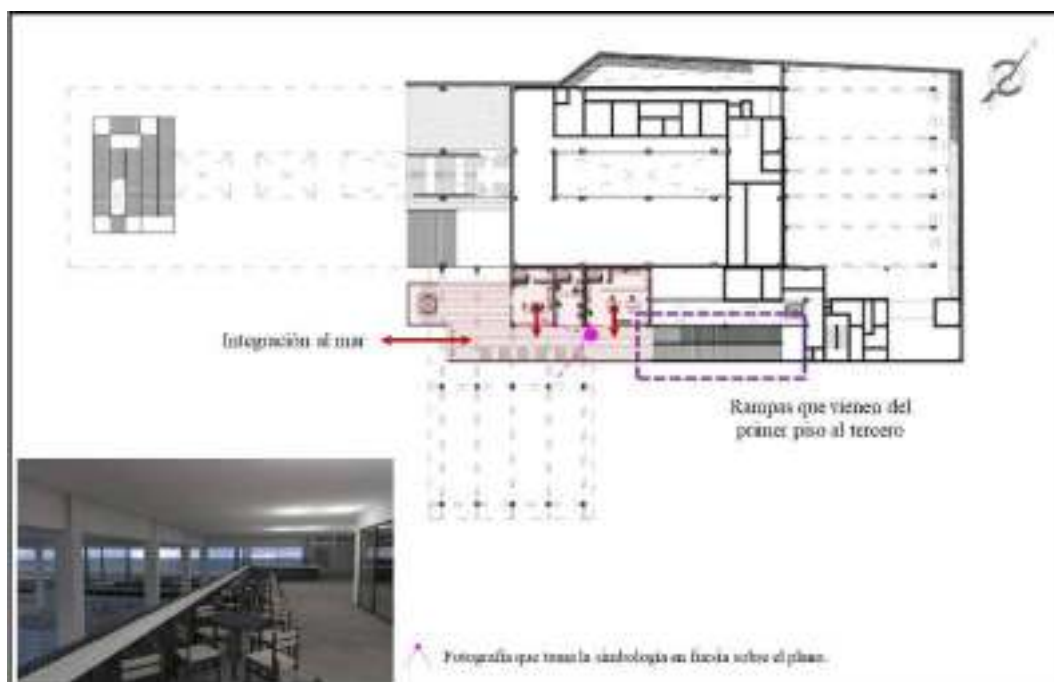 Integración al mar
Rampas que vienen del
primer piso al tercero
Fotografía que toma la simbología en fucsia sobre el plano.